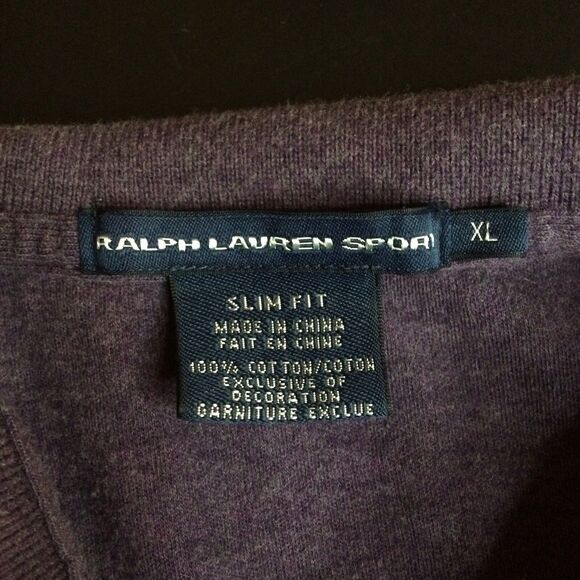 RALPH LAUREN SPORT
XL
SLIM FIT
MADE IN CHINA
FAIT EN CHINE
100% COTTON/COTON
EXCLUSIVE OF
DECORATION
GARNITURE EXCLUE